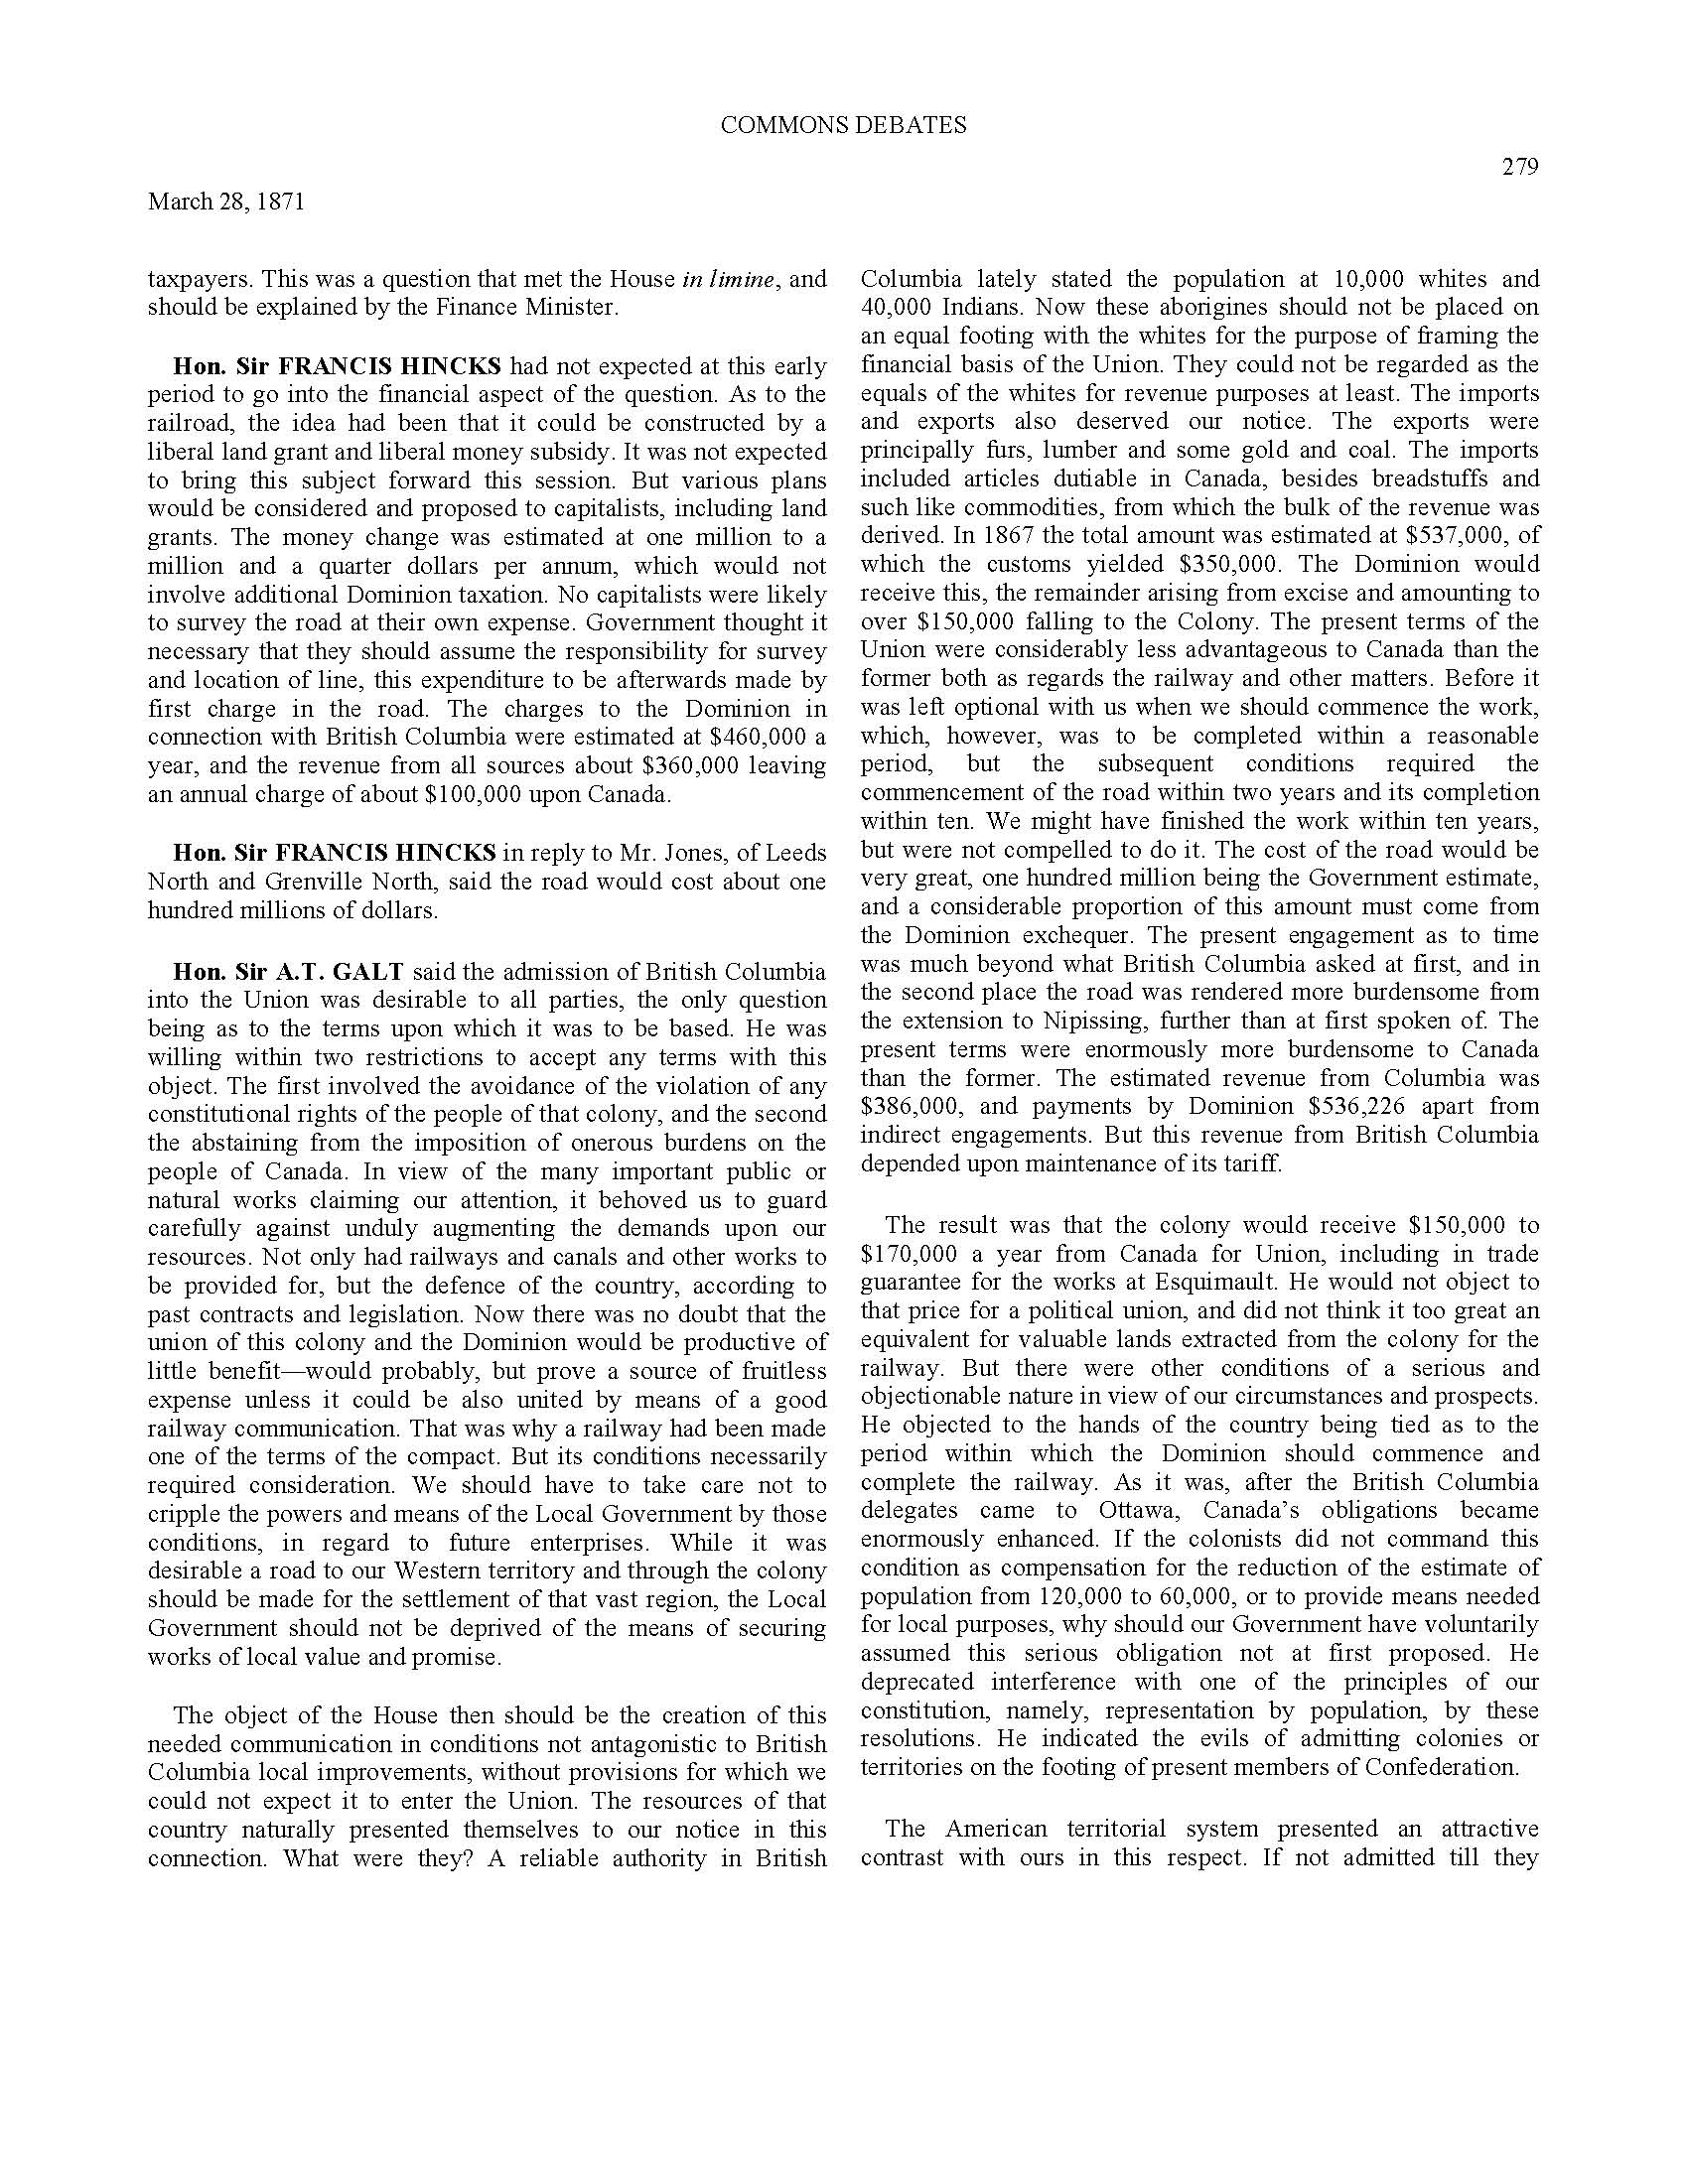 COMMONS DEBATES
279
March 28, 1871
taxpayers. This was a question that met the House in limine, and
should be explained by the Finance Minister.
Hon. Sir FRANCIS HINCKS had not expected at this early
period to go into the financial aspect of the question. As to the
railroad, the idea had been that it could be constructed by a
liberal land grant and liberal money subsidy. It was not expected
to bring this subject forward this session. But various plans
would be considered and proposed to capitalists, including land
grants. The money change was estimated at one million to a
million and a quarter dollars per annum, which would not
involve additional Dominion taxation. No capitalists were likely
to survey the road at their own expense. Government thought it
necessary that they should assume the responsibility for survey
and location of line, this expenditure to be afterwards made by
first charge in the road. The charges to the Dominion in
connection with British Columbia were estimated at $460,000 a
year, and the revenue from all sources about $360,000 leaving
an annual charge of about $100,000 upon Canada.
Hon. Sir FRANCIS HINCKS in reply to Mr. Jones, of Leeds
North and Grenville North, said the road would cost about one
hundred millions of dollars.
Hon. Sir A.T. GALT said the admission of British Columbia
into the Union was desirable to all parties, the only question
being as to the terms upon which it was to be based. He was
willing within two restrictions to accept any terms with this
object. The first involved the avoidance of the violation of any
constitutional rights of the people of that colony, and the second
the abstaining from the imposition of onerous burdens on the
people of Canada. In view of the many important public or
natural works claiming our attention, it behoved us to guard
carefully against unduly augmenting the demands upon our
resources. Not only had railways and canals and other works to
be provided for, but the defence of the country, according to
past contracts and legislation. Now there was no doubt that the
union of this colony and the Dominion would be productive of
little benefit—would probably, but prove a source of fruitless
expense unless it could be also united by means of a good
railway communication. That was why a railway had been made
one of the terms of the compact. But its conditions necessarily
required consideration. We should have to take care not to
cripple the powers and means of the Local Government by those
conditions, in regard to future enterprises. While it was
desirable a road to our Western territory and through the colony
should be made for the settlement of that vast region, the Local
Government should not be deprived of the means of securing
works of local value and promise.
The object of the House then should be the creation of this
needed communication in conditions not antagonistic to British
Columbia local improvements, without provisions for which we
could not expect it to enter the Union. The resources of that
country naturally presented themselves to our notice in this
connection. What were they? A reliable authority in British
Columbia lately stated the population at 10,000 whites and
40,000 Indians. Now these aborigines should not be placed on
an equal footing with the whites for the purpose of framing the
financial basis of the Union. They could not be regarded as the
equals of the whites for revenue purposes at least. The imports
and exports also deserved our notice. The exports were
principally furs, lumber and some gold and coal. The imports
included articles dutiable in Canada, besides breadstuffs and
such like commodities, from which the bulk of the revenue was
derived. In 1867 the total amount was estimated at $537,000, of
which the customs yielded $350,000. The Dominion would
receive this, the remainder arising from excise and amounting to
over $150,000 falling to the Colony. The present terms of the
Union were considerably less advantageous to Canada than the
former both as regards the railway and other matters. Before it
was left optional with us when we should commence the work,
which, however, was to be completed within a reasonable
period, but the subsequent conditions required the
commencement of the road within two years and its completion
within ten. We might have finished the work within ten years,
but were not compelled to do it. The cost of the road would be
very great, one hundred million being the Government estimate,
and a considerable proportion of this amount must come from
the Dominion exchequer. The present engagement as to time
was much beyond what British Columbia asked at first, and in
the second place the road was rendered more burdensome from
the extension to Nipissing, further than at first spoken of. The
present terms were enormously more burdensome to Canada
than the former. The estimated revenue from Columbia was
$386,000, and payments by Dominion $536,226 apart from
indirect engagements. But this revenue from British Columbia
depended upon maintenance of its tariff.
The result was that the colony would receive $150,000 to
$170,000 a year from Canada for Union, including in trade
guarantee for the works at Esquimault. He would not object to
that price for a political union, and did not think it too great an
equivalent for valuable lands extracted from the colony for the
railway. But there were other conditions of a serious and
objectionable nature in view of our circumstances and prospects.
He objected to the hands of the country being tied as to the
period within which the Dominion should commence and
complete the railway. As it was, after the British Columbia
delegates came to Ottawa, Canada's obligations became
enormously enhanced. If the colonists did not command this
condition as compensation for the reduction of the estimate of
population from 120,000 to 60,000, or to provide means needed
for local purposes, why should our Government have voluntarily
assumed this serious obligation not at first proposed. He
deprecated interference with one of the principles of our
constitution, namely, representation by population, by these
resolutions. He indicated the evils of admitting colonies or
territories on the footing of present members of Confederation.
The American territorial system presented an attractive
contrast with ours in this respect. If not admitted till they